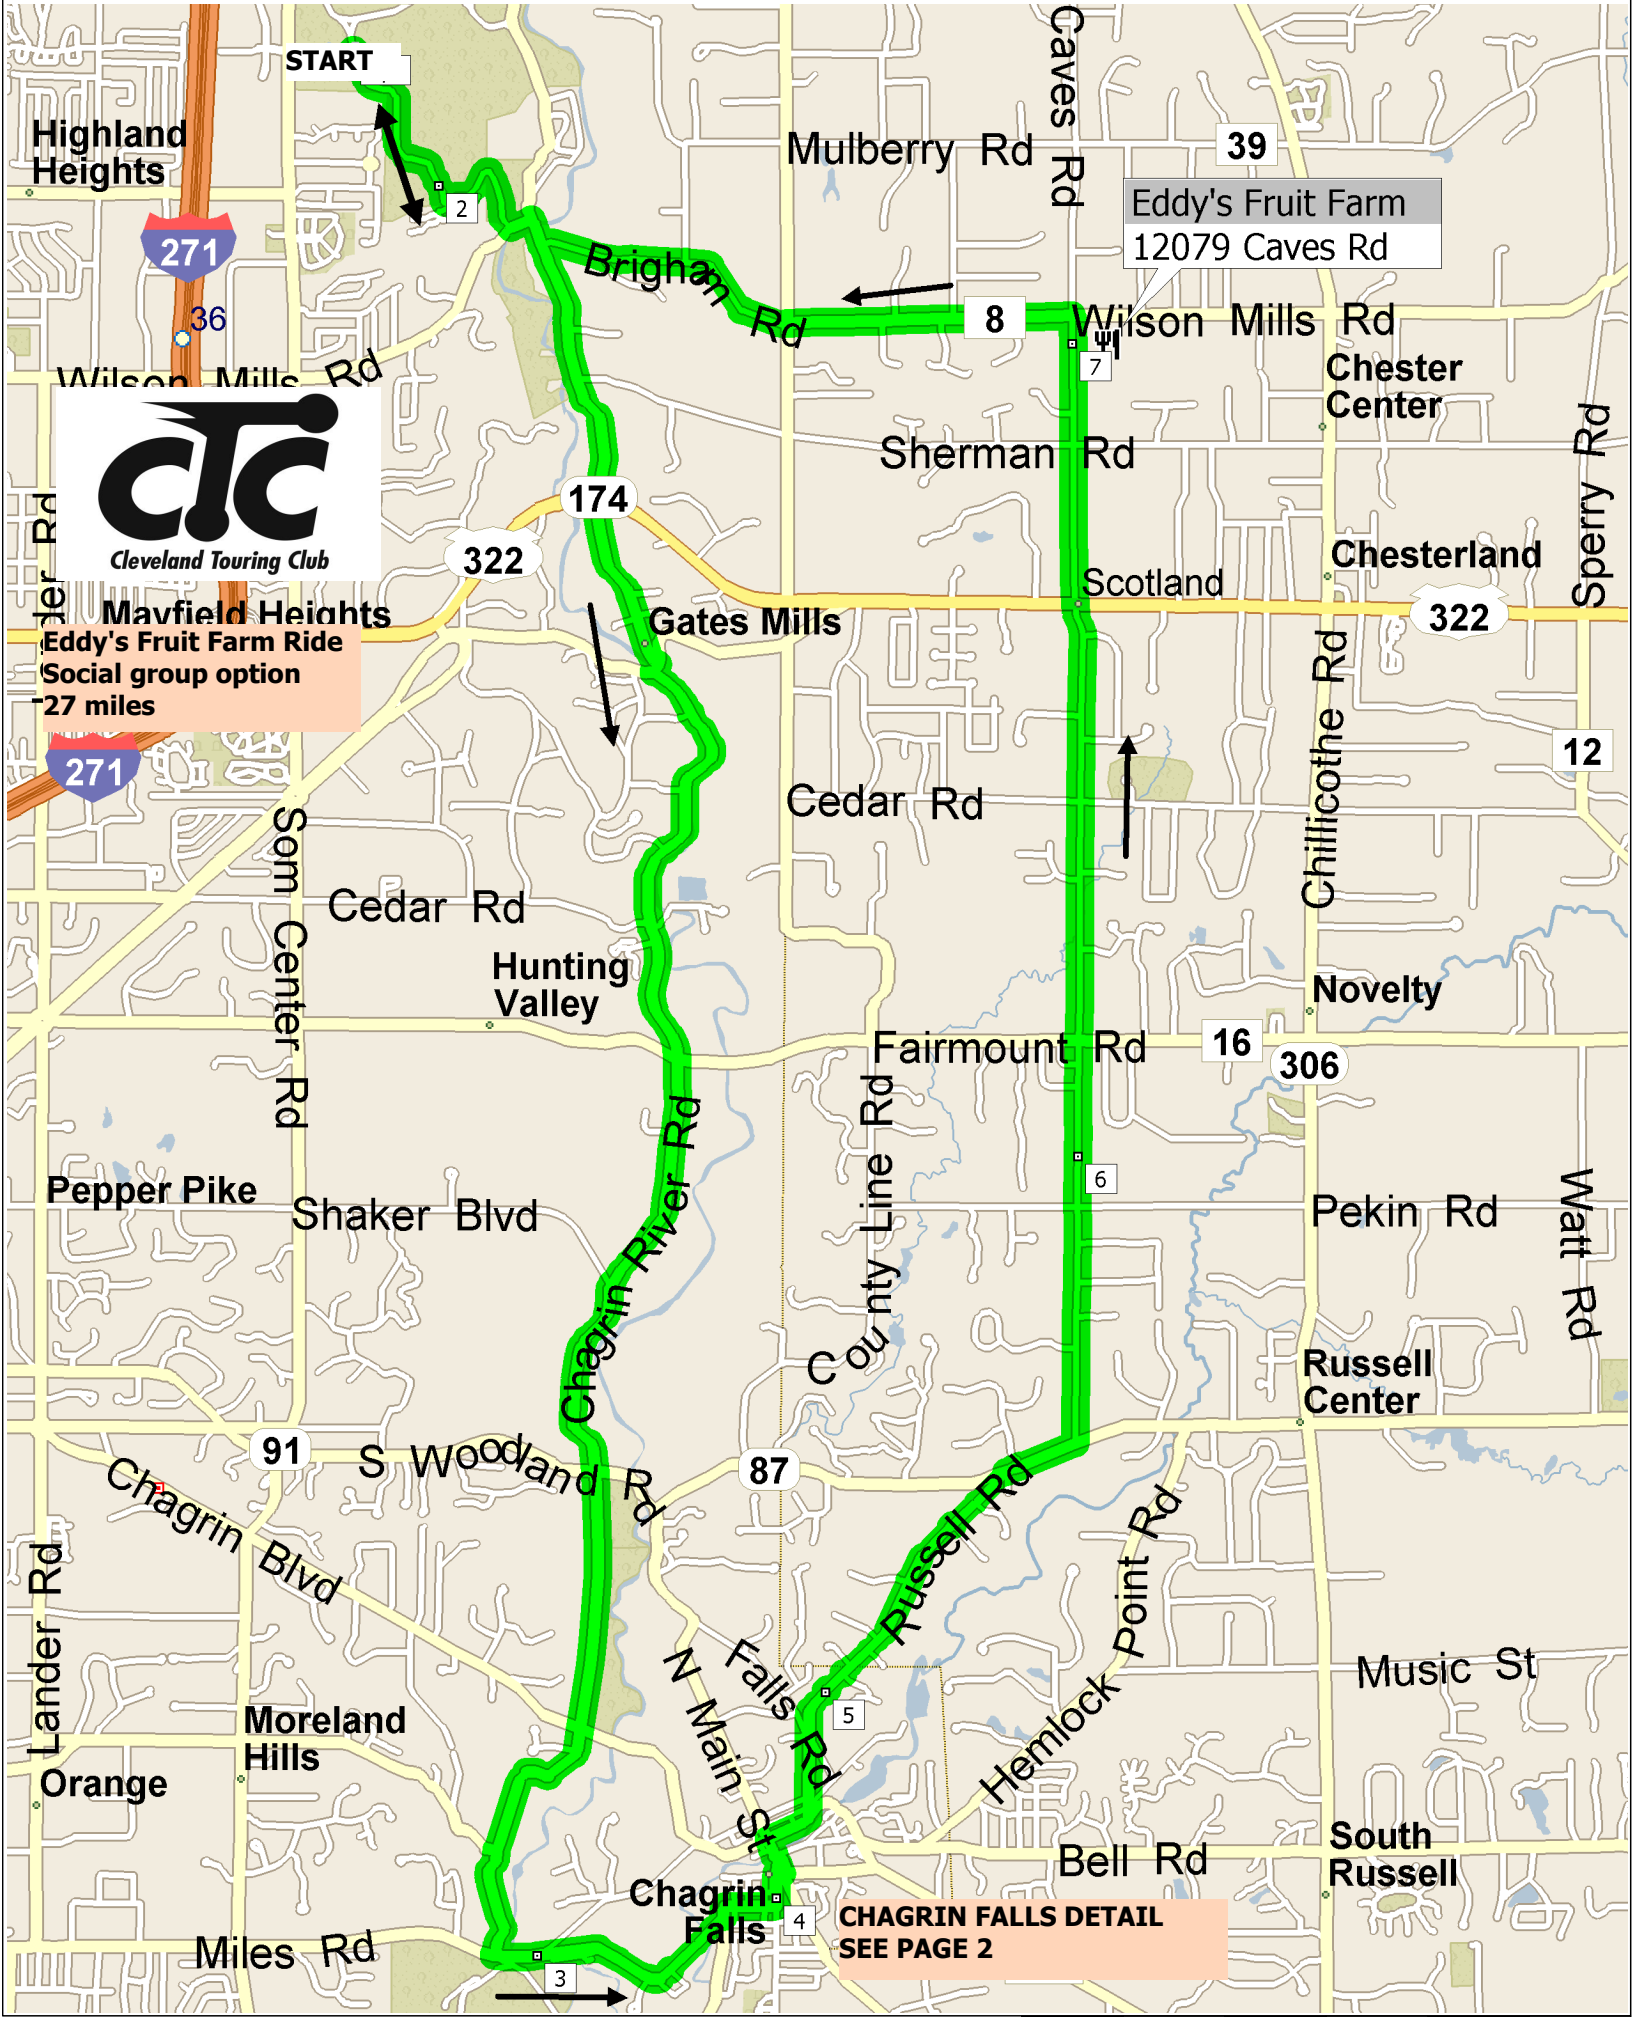 START
Caves Rd
Highland
Heights
2
Mulberry Rd
39
Eddy's Fruit Farm
12079 Caves Rd
271
36
Brigham Rd
8
Wilson Mills Rd
7
Chester
Center
Wilson Mills Rd
CTC
Cleveland Touring Club
Sherman Rd
Sperry Rd
174
322
Chesterland
Scotland
322
Mayfield Heights
Gates Mills
Eddy's Fruit Farm Ride
Social group option
-27 miles
271
12
Chillicothe Rd
Cedar Rd
Som Center Rd
Cedar Rd
Hunting
Valley
Novelty
Fairmount Rd
16
306
County Line Rd
Chagrin River Rd
6
Pepper Pike
Shaker Blvd
Pekin Rd
Watt Rd
Russell
Center
91
S Woodland Rd
87
Chagrin Blvd
Russell Rd
Hemlock Point Rd
Lander Rd
N Main St
Falls Rd
Music St
5
Moreland
Hills
Orange
Bell Rd
South
Russell
Chagrin
Falls
4
CHAGRIN FALLS DETAIL
SEE PAGE 2
Miles Rd
3